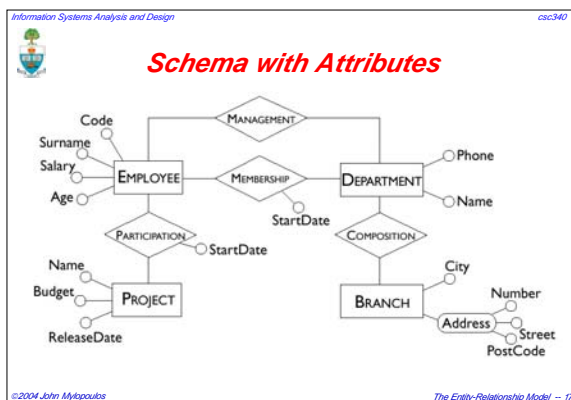 Information Systems Analysis and Design
csc340
Schema with Attributes
Code
MANAGEMENT
Surname
Salary
EMPLOYEE
MEMBERSHIP
DEPARTMENT
Phone
Age
Name
StartDate
PARTICIPATION
StartDate
COMPOSITION
Name
City
Budget
PROJECT
BRANCH
Number
Address
Street
ReleaseDate
PostCode
©2004 John Mylopoulos
The Entity-Relationship Model -- 17